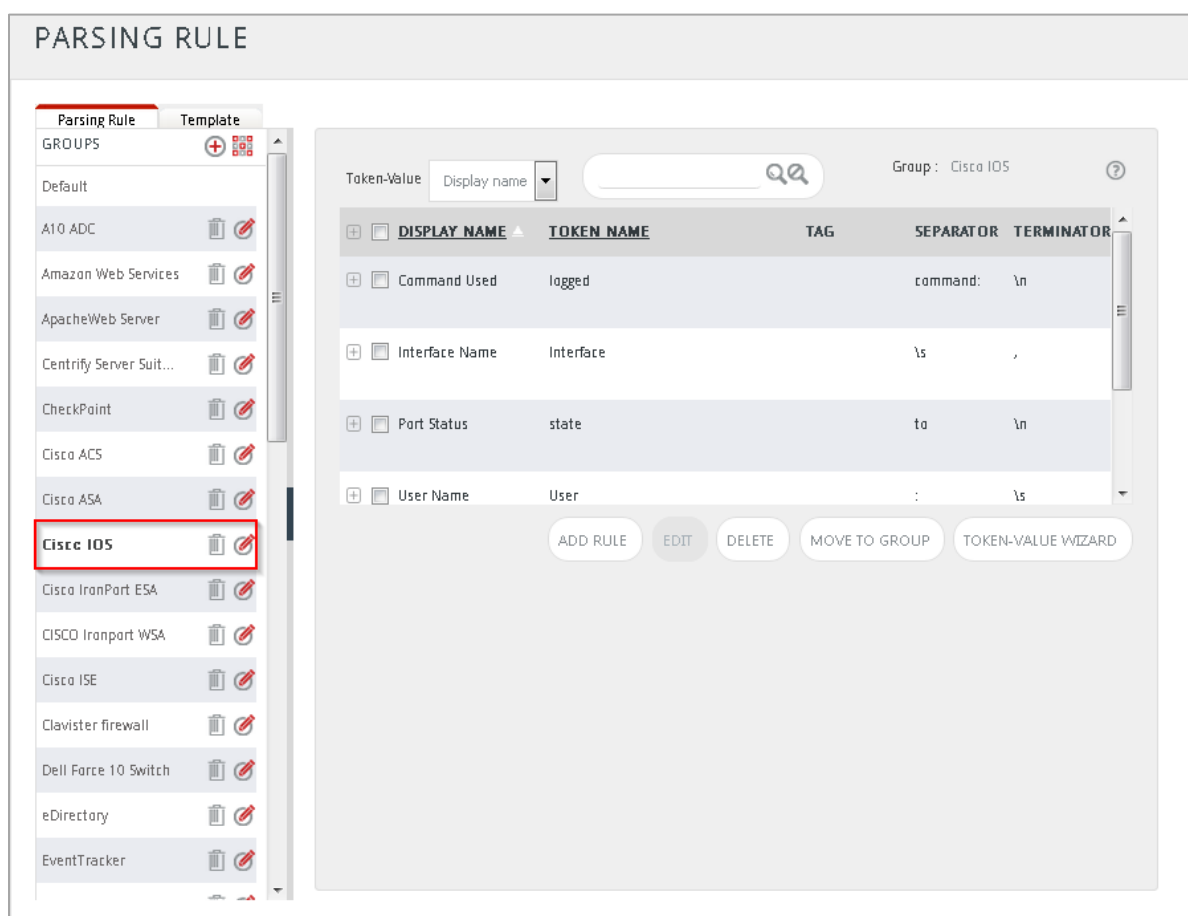 PARSING RULE
Parsing Rule Template
GROUPS
Default
A10 ADC
Amazon Web Services
ApacheWeb Server
Centrify Server Suit...
CheckPoint
Cisco ACS
Cisco ASA
Cisco IOS
Cisco IronPort ESA
CISCO Ironport WSA
Cisco ISE
Clavister firewall
Dell Force 10 Switch
eDirectory
EventTracker
Token-Value Display name Group : Cisco IOS
DISPLAY NAME TOKEN NAME TAG SEPARATOR TERMINATOR
Command Used logged command: \n
Interface Name Interface \s ,
Port Status state to \n
User Name User : \s
ADD RULE EDIT DELETE MOVE TO GROUP TOKEN-VALUE WIZARD